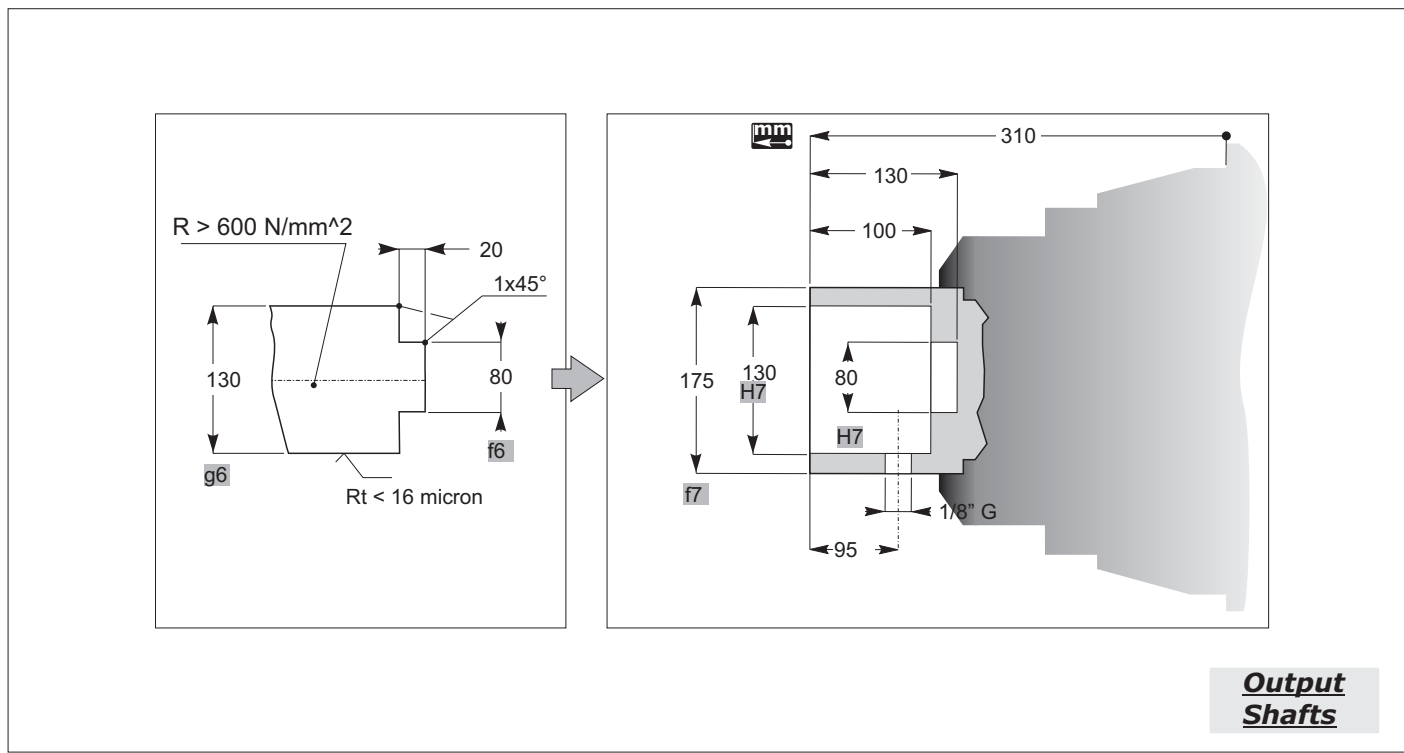 R > 600 N/mm^2
20
1x45°
130
80
g6
f6
Rt < 16 micron
mm
310
130
100
175
130
H7
80
H7
f7
1/8” G
95
Output
Shafts